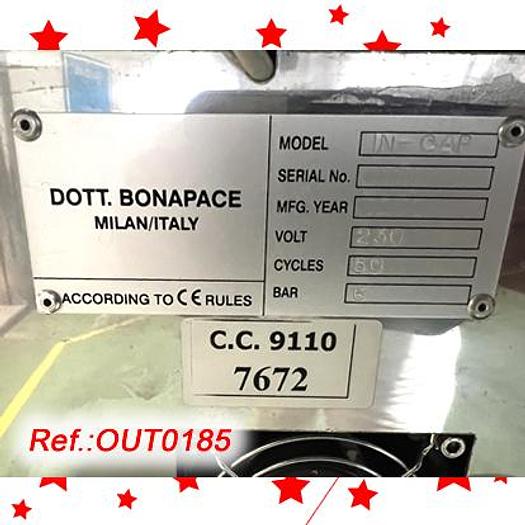 DOTT. BONAPACE
MILAN/ITALY
ACCORDING TO CE RULES
MODEL IN-CAP
SERIAL No.
MFG. YEAR
VOLT 230
CYCLES 50
BAR 6
C.C. 9110
7672
Ref.:OUT0185